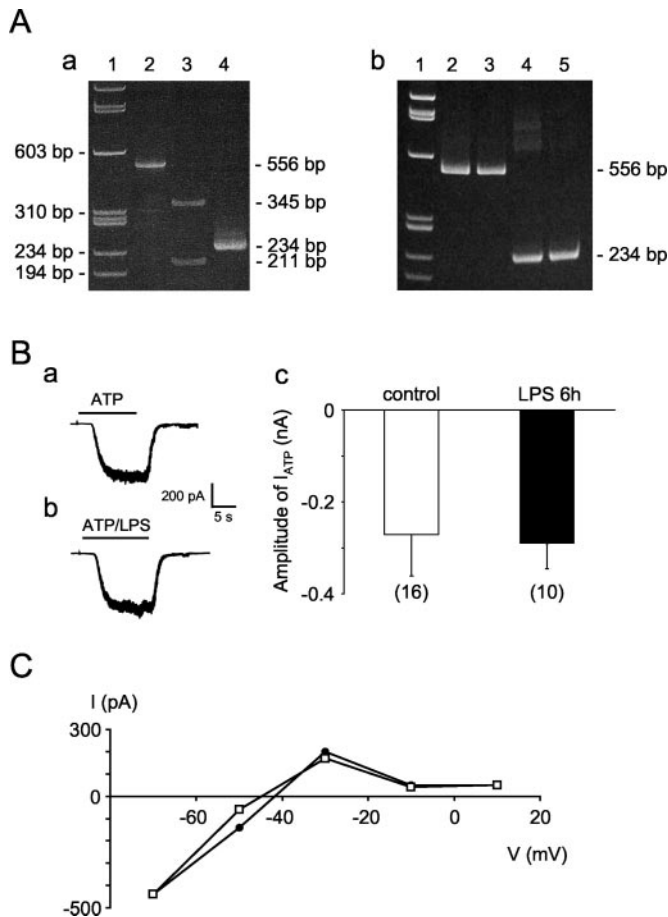 A
a
b
1 2 3 4
1 2 3 4 5
603 bp -
310 bp -
234 bp -
194 bp -
- 556 bp
- 345 bp
- 234 bp
- 211 bp
- 556 bp
- 234 bp
B
a
ATP
200 pA
5 s
b
ATP/LPS
c
control LPS 6h
Amplitude of I_ATP (nA)
0
-0.2
-0.4
(16) (10)
C
I (pA)
300
0
-500
-60 -40 -20 0 20
V (mV)